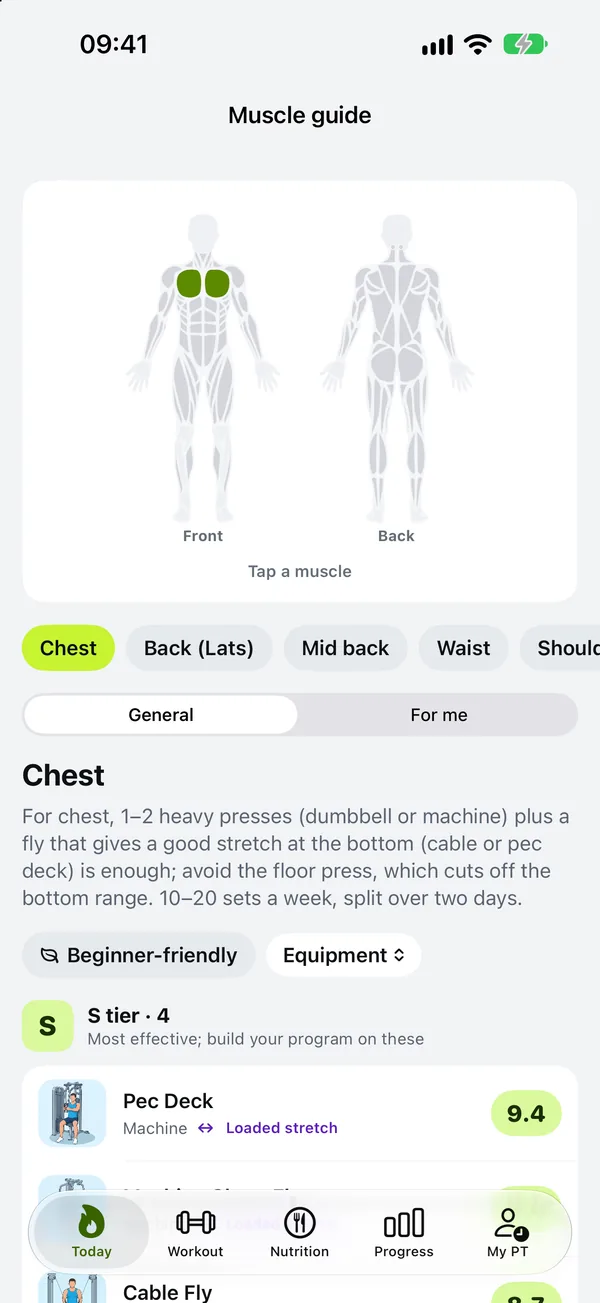 09:41
Muscle guide
Front
Back
Tap a muscle
Chest
Back (Lats)
Mid back
Waist
Should
General
For me
Chest
For chest, 1–2 heavy presses (dumbbell or machine) plus a
fly that gives a good stretch at the bottom (cable or pec
deck) is enough; avoid the floor press, which cuts off the
bottom range. 10–20 sets a week, split over two days.
Beginner-friendly
Equipment
S
S tier · 4
Most effective; build your program on these
Pec Deck
Machine ↔ Loaded stretch
9.4
Today
Workout
Nutrition
Progress
My PT
Cable Fly
8.7